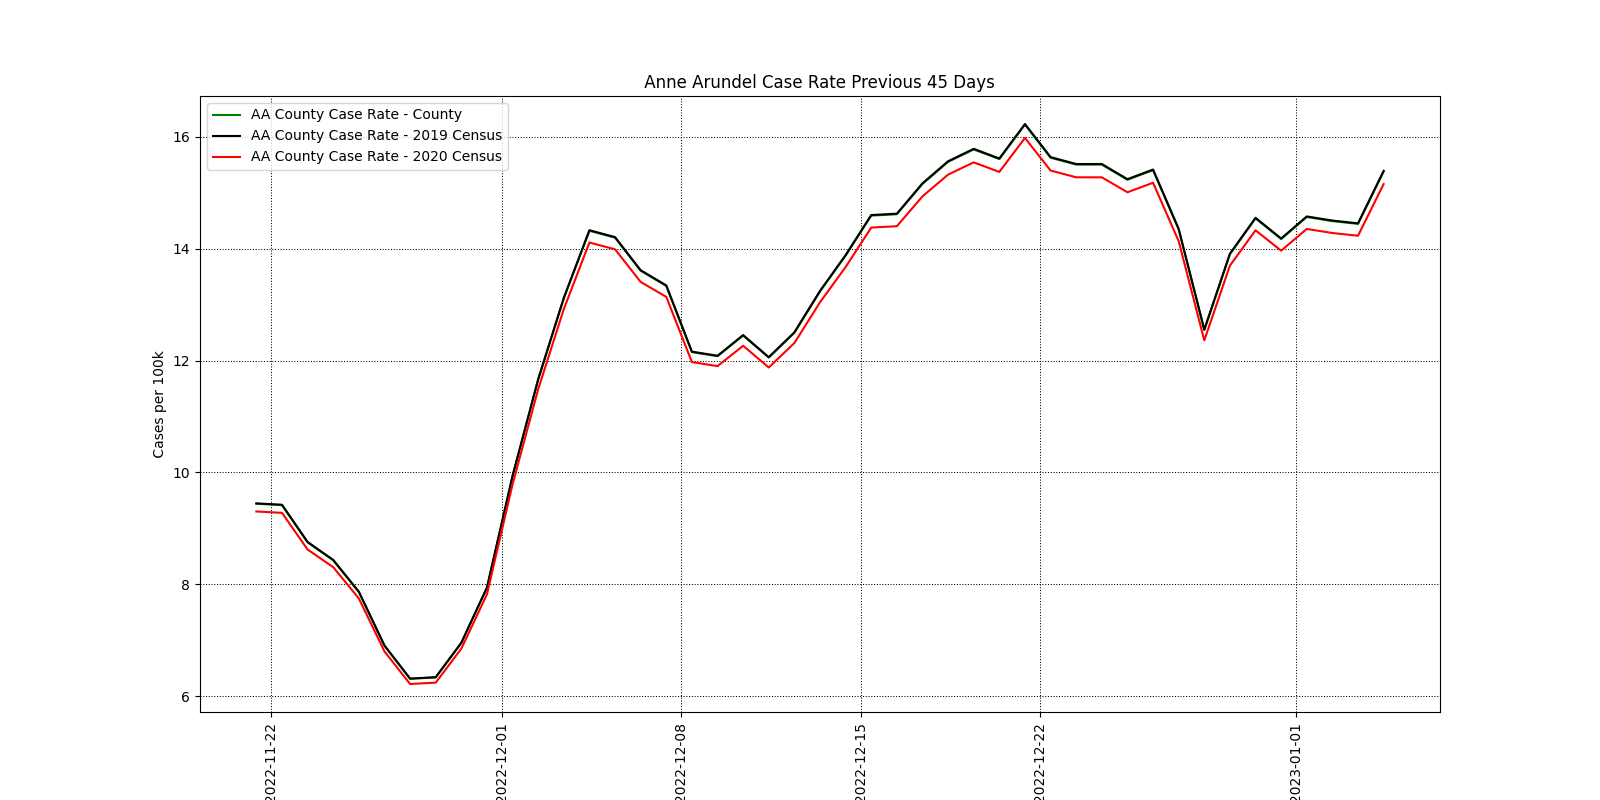 Anne Arundel Case Rate Previous 45 Days
AA County Case Rate - County
AA County Case Rate - 2019 Census
AA County Case Rate - 2020 Census
Cases per 100k
16
14
12
10
8
6
2022-11-22
2022-12-01
2022-12-08
2022-12-15
2022-12-22
2023-01-01